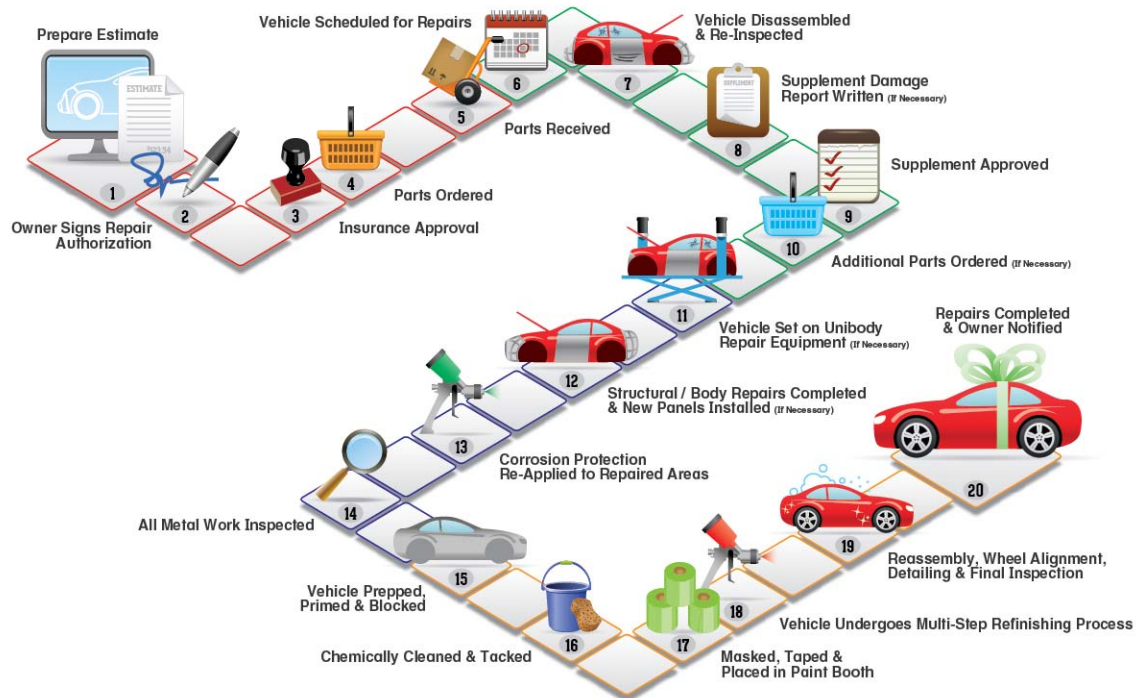 Prepare Estimate
ESTIMATE
1
Owner Signs Repair
Authorization
2
Insurance Approval
3
Parts Ordered
4
Parts Received
5
Vehicle Scheduled for Repairs
6
Vehicle Disassembled
& Re-Inspected
7
SUPPLEMENT
Supplement Damage
Report Written (If Necessary)
8
Supplement Approved
9
Additional Parts Ordered (If Necessary)
10
Vehicle Set on Unibody
Repair Equipment (If Necessary)
11
Structural / Body Repairs Completed
& New Panels Installed (If Necessary)
12
Corrosion Protection
Re-Applied to Repaired Areas
13
All Metal Work Inspected
14
Vehicle Prepped,
Primed & Blocked
15
Chemically Cleaned & Tacked
16
Masked, Taped &
Placed in Paint Booth
17
Vehicle Undergoes Multi-Step Refinishing Process
18
Reassembly, Wheel Alignment,
Detailing & Final Inspection
19
Repairs Completed
& Owner Notified
20